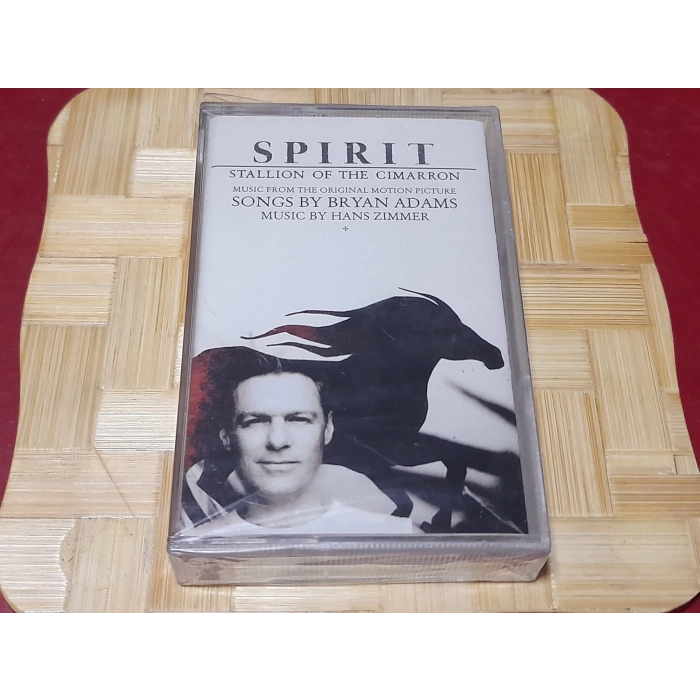 SPIRIT
STALLION OF THE CIMARRON
MUSIC FROM THE ORIGINAL MOTION PICTURE
SONGS BY BRYAN ADAMS
MUSIC BY HANS ZIMMER